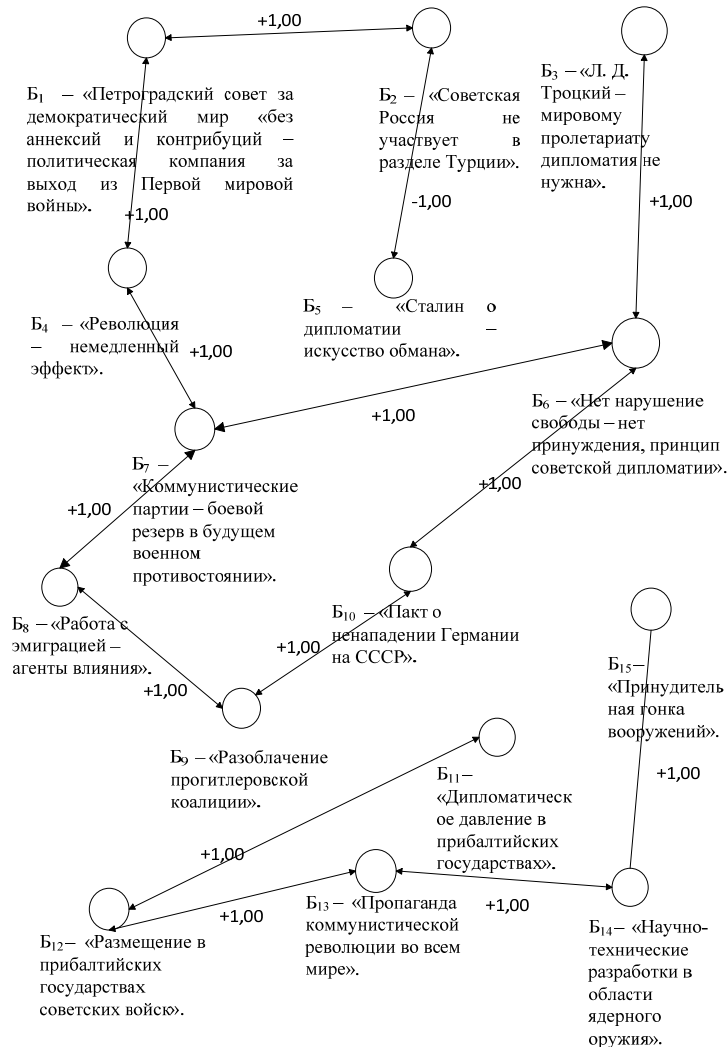 +1,00
Б1 – «Петроградский совет за
демократический мир «без
аннексий и контрибуций –
политическая компания за
выход из Первой мировой
войны».
Б2 – «Советская
Россия не
участвует в
разделе Турции».
Б3 – «Л. Д.
Троцкий –
мировому
пролетариату
дипломатия не
нужна».
+1,00
-1,00
+1,00
Б4 – «Революция
– немедленный
эффект».
+1,00
Б5 – «Сталин о
дипломатии –
искусство обмана».
+1,00
Б6 – «Нет нарушение
свободы – нет
принуждения, принцип
советской дипломатии».
Б7 –
«Коммунистические
партии – боевой
резерв в будущем
военном
противостоянии».
+1,00
+1,00
Б8 – «Работа с
эмиграцией –
агенты влияния».
+1,00
Б10 – «Пакт о
ненападении Германии
на СССР».
+1,00
Б15 –
«Принудитель
ная гонка
вооружений».
+1,00
Б9 – «Разоблачение
прогитлеровской
коалиции».
Б11–
«Дипломатическ
ое давление в
прибалтийских
государствах».
+1,00
+1,00
+1,00
Б12– «Размещение в
прибалтийских
государствах
советских войск».
Б13 – «Пропаганда
коммунистической
революции во всем
мире».
Б14 – «Научно-
технические
разработки в
области
ядерного
оружия».